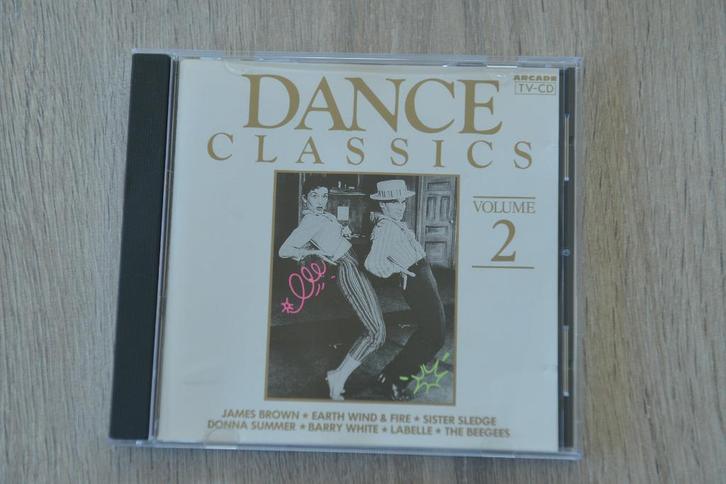 DANCE
CLASSICS
ARCADE
TV-CD
VOLUME
2
JAMES BROWN ★ EARTH WIND & FIRE ★ SISTER SLEDGE
DONNA SUMMER ★ BARRY WHITE ★ LABELLE ★ THE BEEGEES